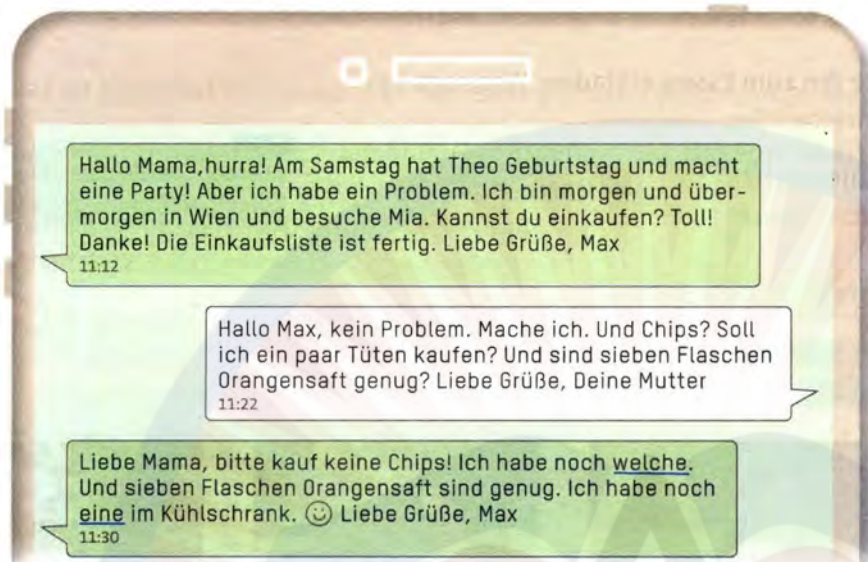 Hallo Mama,hurra! Am Samstag hat Theo Geburtstag und macht
eine Party! Aber ich habe ein Problem. Ich bin morgen und über-
morgen in Wien und besuche Mia. Kannst du einkaufen? Toll!
Danke! Die Einkaufsliste ist fertig. Liebe Grüße, Max
11:12
Hallo Max, kein Problem. Mache ich. Und Chips? Soll
ich ein paar Tüten kaufen? Und sind sieben Flaschen
Orangensaft genug? Liebe Grüße, Deine Mutter
11:22
Liebe Mama, bitte kauf keine Chips! Ich habe noch welche.
Und sieben Flaschen Orangensaft sind genug. Ich habe noch
eine im Kühlschrank. ☺ Liebe Grüße, Max
11:30